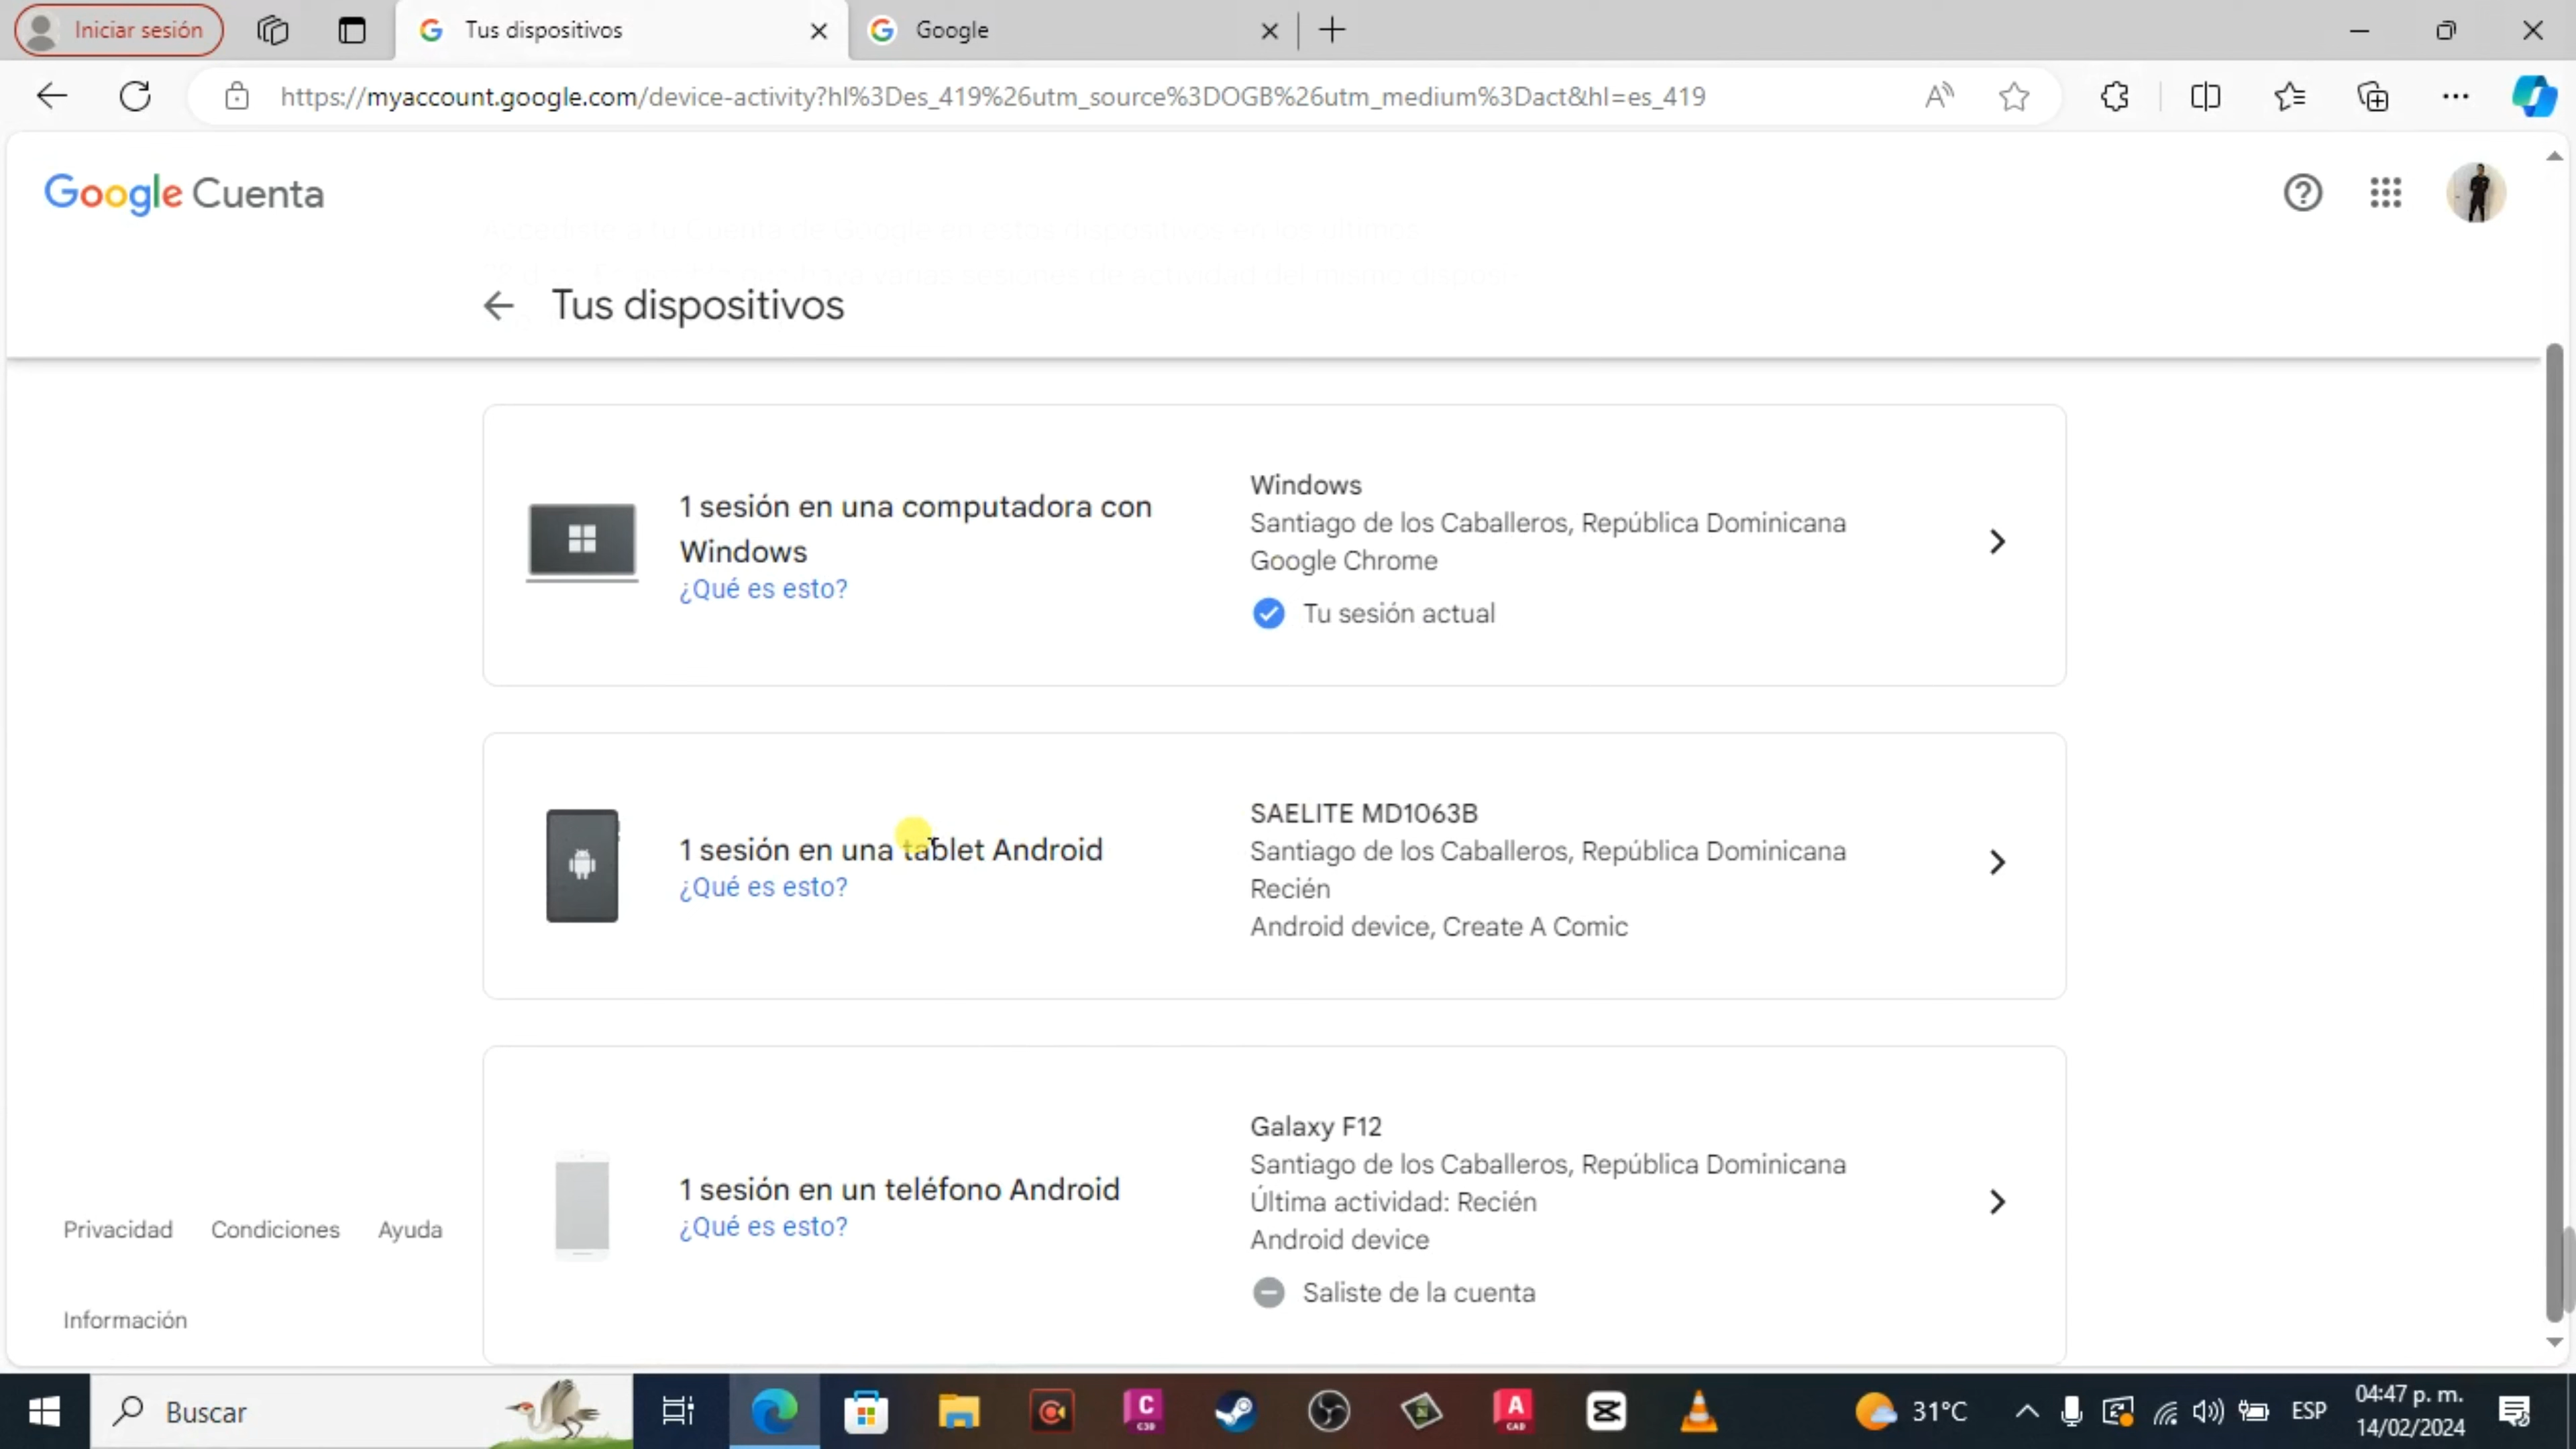 Iniciar sesión
Tus dispositivos
Google
https://myaccount.google.com/device-activity?hl%3Des_419%26utm_source%3DOGB%26utm_medium%3Dact&hl=es_419
Google Cuenta
Tus dispositivos
1 sesión en una computadora con
Windows
¿Qué es esto?
Windows
Santiago de los Caballeros, República Dominicana
Google Chrome
Tu sesión actual
1 sesión en una tablet Android
¿Qué es esto?
SAELITE MD1063B
Santiago de los Caballeros, República Dominicana
Recién
Android device, Create A Comic
1 sesión en un teléfono Android
¿Qué es esto?
Galaxy F12
Santiago de los Caballeros, República Dominicana
Última actividad: Recién
Android device
Saliste de la cuenta
Privacidad Condiciones Ayuda
Información
Buscar
C
C3D
A
CAD
31°C
ESP
04:47 p. m.
14/02/2024